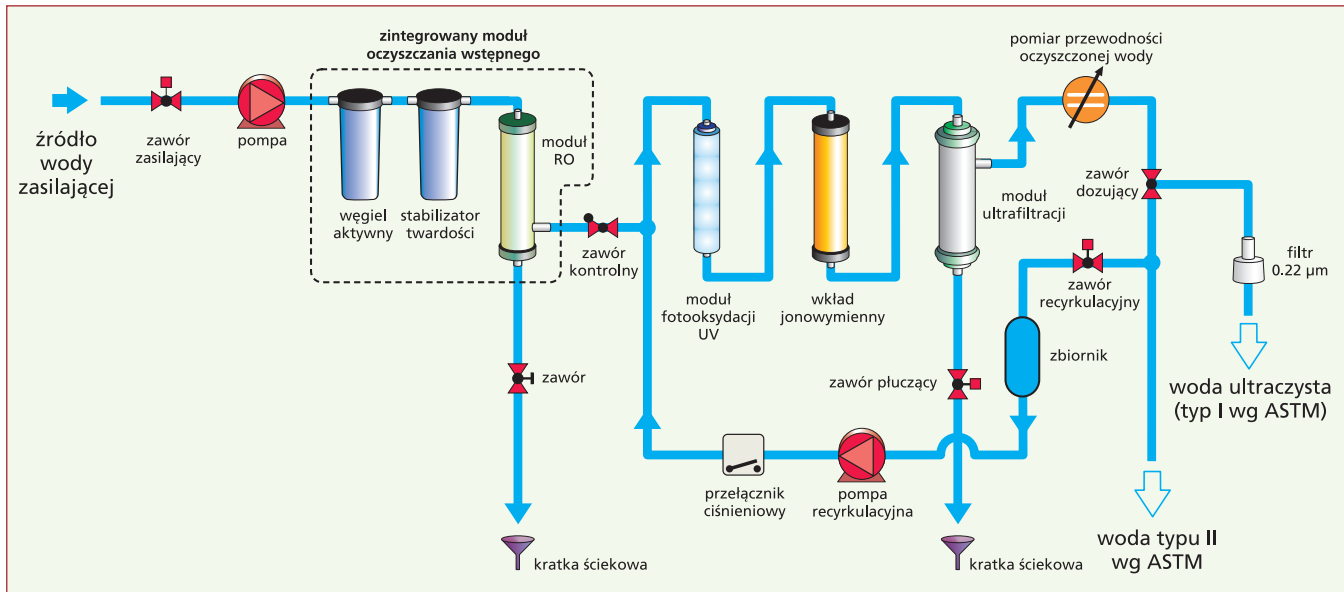 zintegrowany moduł
oczyszczania wstępnego
pomiar przewodności
oczyszczonej wody
źródło
wody
zasilającej
zawór
zasilający
pompa
węgiel
aktywny
stabilizator
twardości
moduł
RO
zawór
kontrolny
moduł
fotooksydacji
UV
wkład
jonowymienny
moduł
ultrafiltracji
zawór
dozujący
zawór
recyrkulacyjny
filtr
0.22 µm
zbiornik
zawór
zawór płuczący
woda ultraczysta
(typ I wg ASTM)
przełącznik
ciśnieniowy
pompa
recyrkulacyjna
kratka ściekowa
kratka ściekowa
woda typu II
wg ASTM